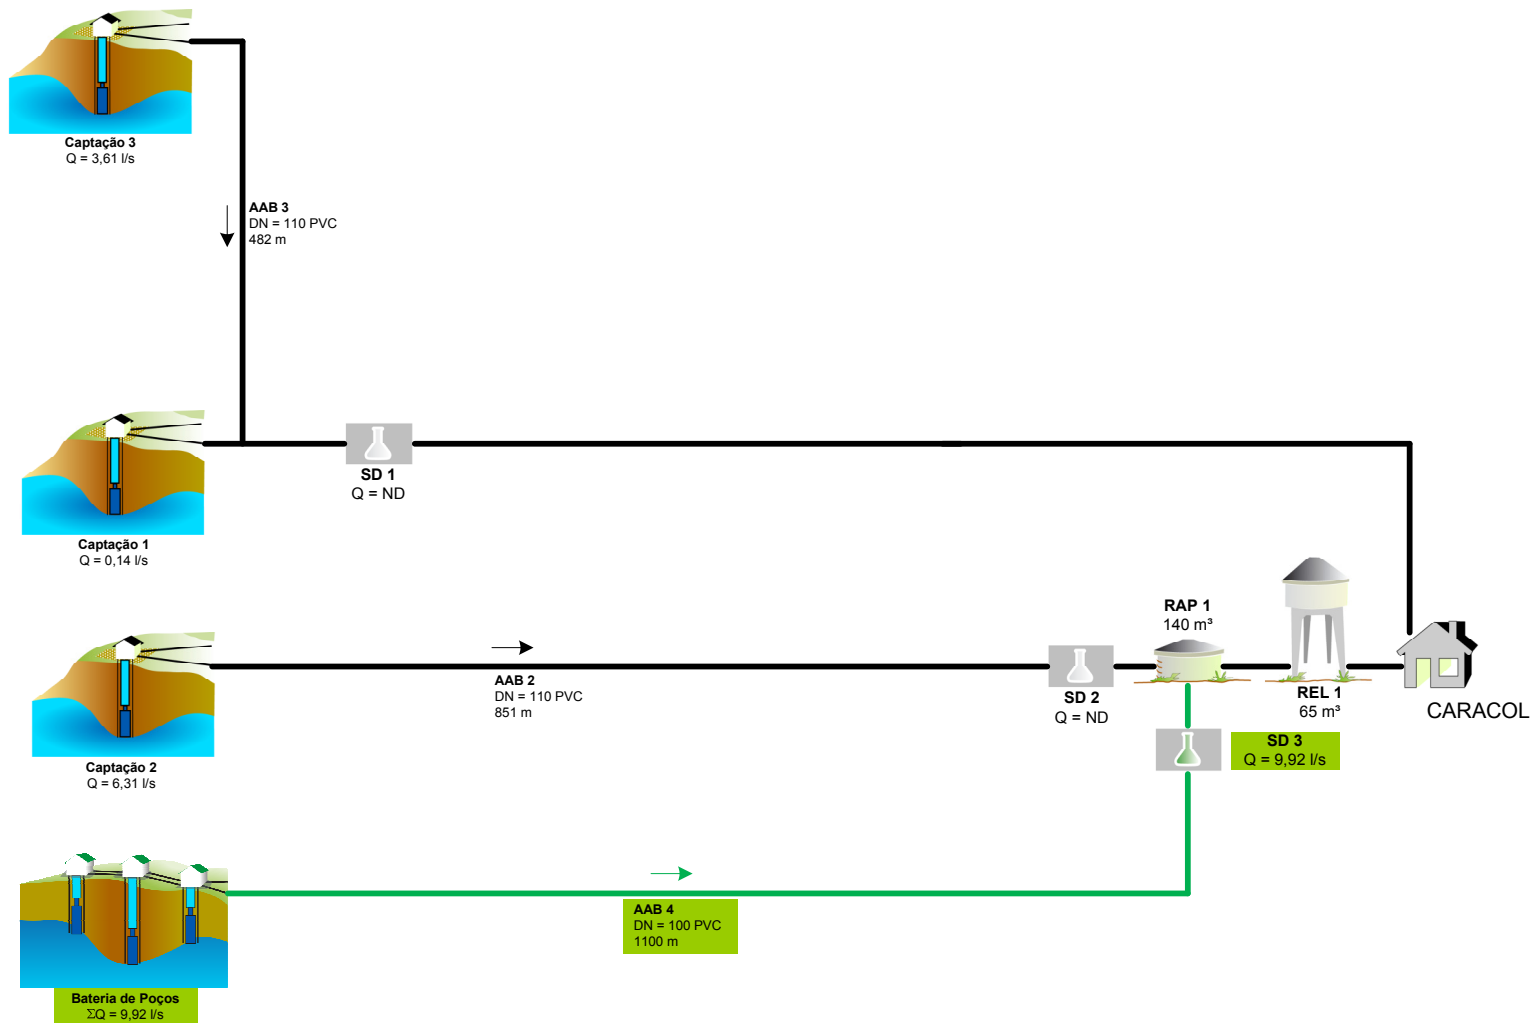 Captação 3
Q = 3,61 l/s
AAB 3
DN = 110 PVC
482 m
SD 1
Q = ND
Captação 1
Q = 0,14 l/s
RAP 1
140 m³
AAB 2
DN = 110 PVC
851 m
SD 2
Q = ND
REL 1
65 m³
CARACOL
SD 3
Q = 9,92 l/s
Captação 2
Q = 6,31 l/s
AAB 4
DN = 100 PVC
1100 m
Bateria de Poços
ΣQ = 9,92 l/s